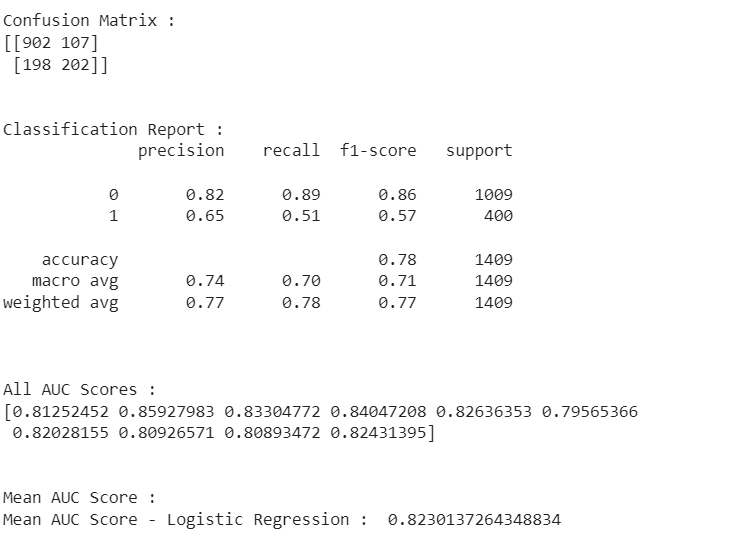 Confusion Matrix :
[[902 107]
 [198 202]]
Classification Report :
              precision    recall  f1-score   support
           0       0.82      0.89      0.86      1009
           1       0.65      0.51      0.57       400
    accuracy                           0.78      1409
   macro avg       0.74      0.70      0.71      1409
weighted avg       0.77      0.78      0.77      1409
All AUC Scores :
[0.81252452 0.85927983 0.83304772 0.84047208 0.82636353 0.79565366
 0.82028155 0.80926571 0.80893472 0.82431395]
Mean AUC Score :
Mean AUC Score - Logistic Regression :  0.8230137264348834